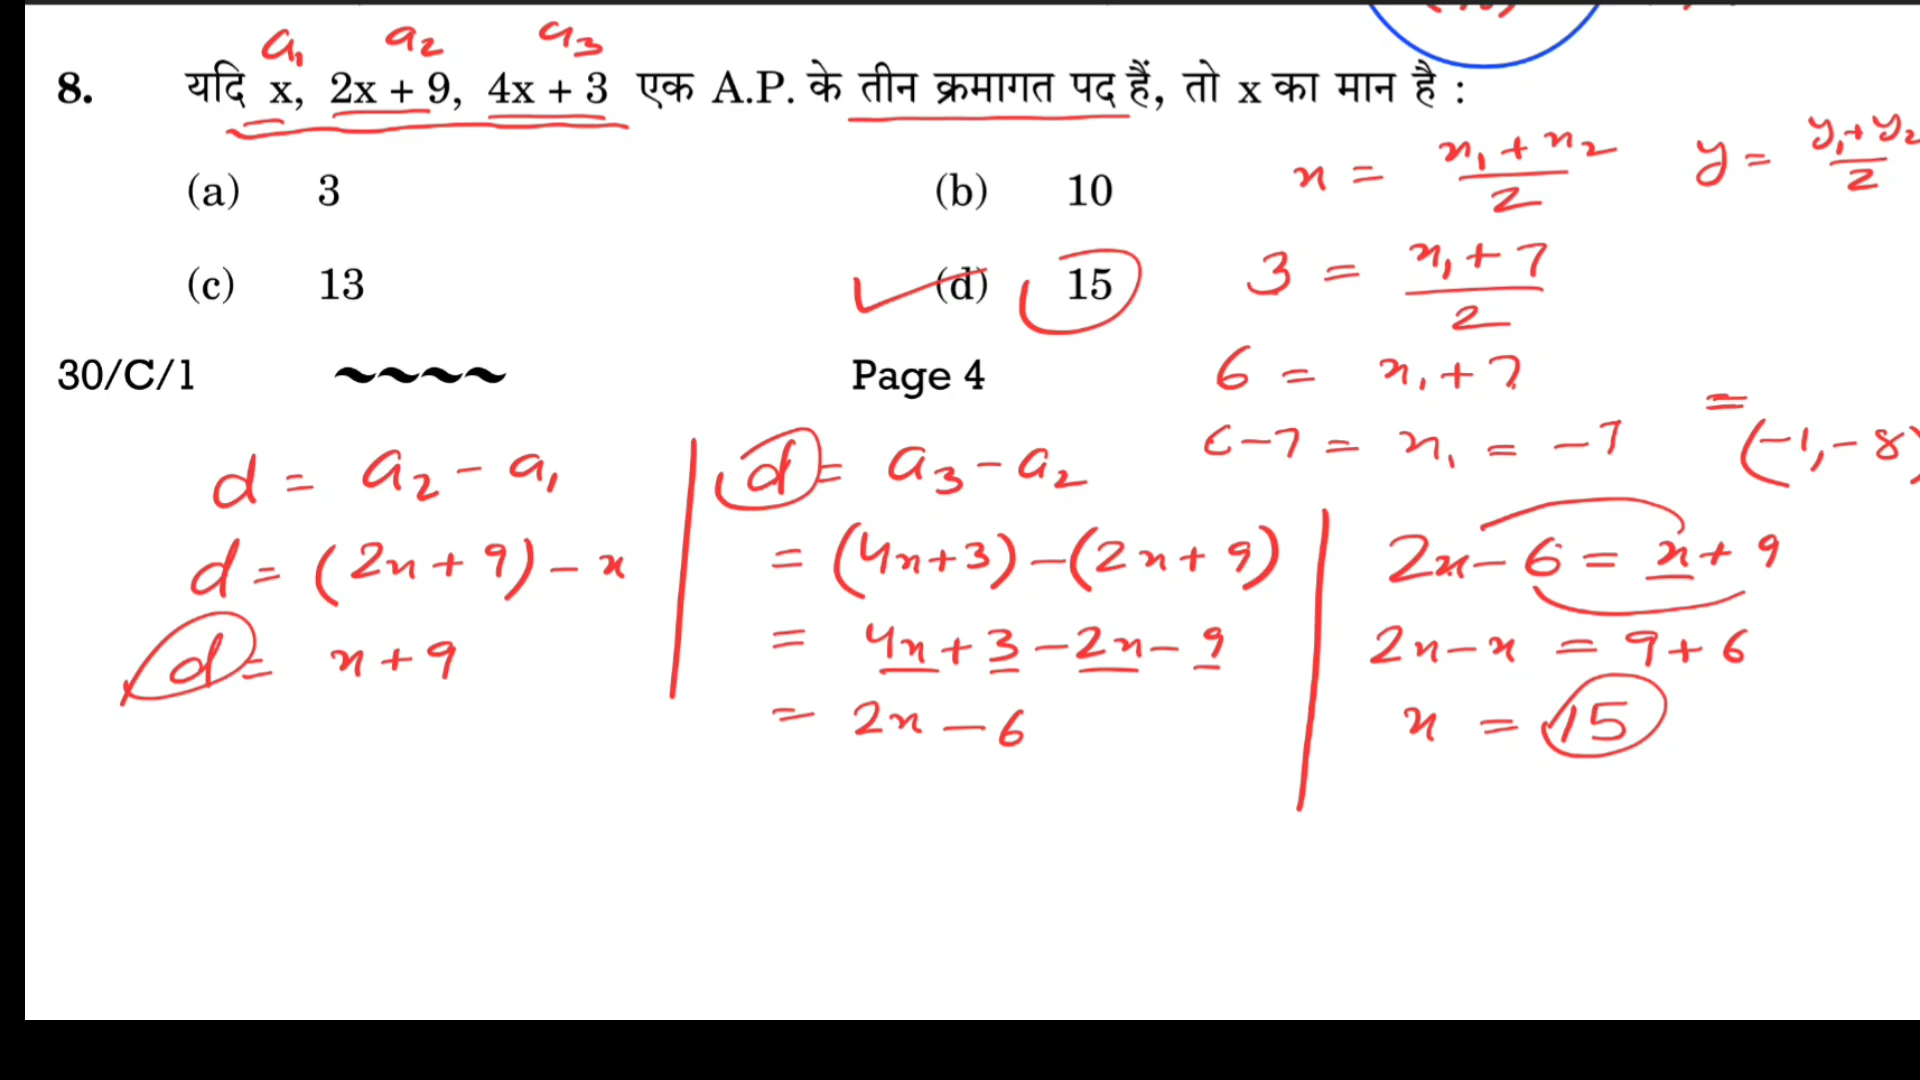 a₁ a₂ a₃
8. यदि x, 2x + 9, 4x + 3 एक A.P. के तीन क्रमागत पद हैं, तो x का मान है :
(a) 3 (b) 10
(c) 13 (d) 15
30/C/1 ~~~~ Page 4
x = x₁ + x₂ / 2 y = y₁ + y₂ / 2
3 = x₁ + 7 / 2
6 = x₁ + 7
6 - 7 = x₁ = -1
=
(-1, -8)
d = a₂ - a₁
d = (2x + 9) - x
d = x + 9
d = a₃ - a₂
= (4x+3) - (2x + 9)
= 4x + 3 - 2x - 9
= 2x - 6
2x - 6 = x + 9
2x - x = 9 + 6
x = 15